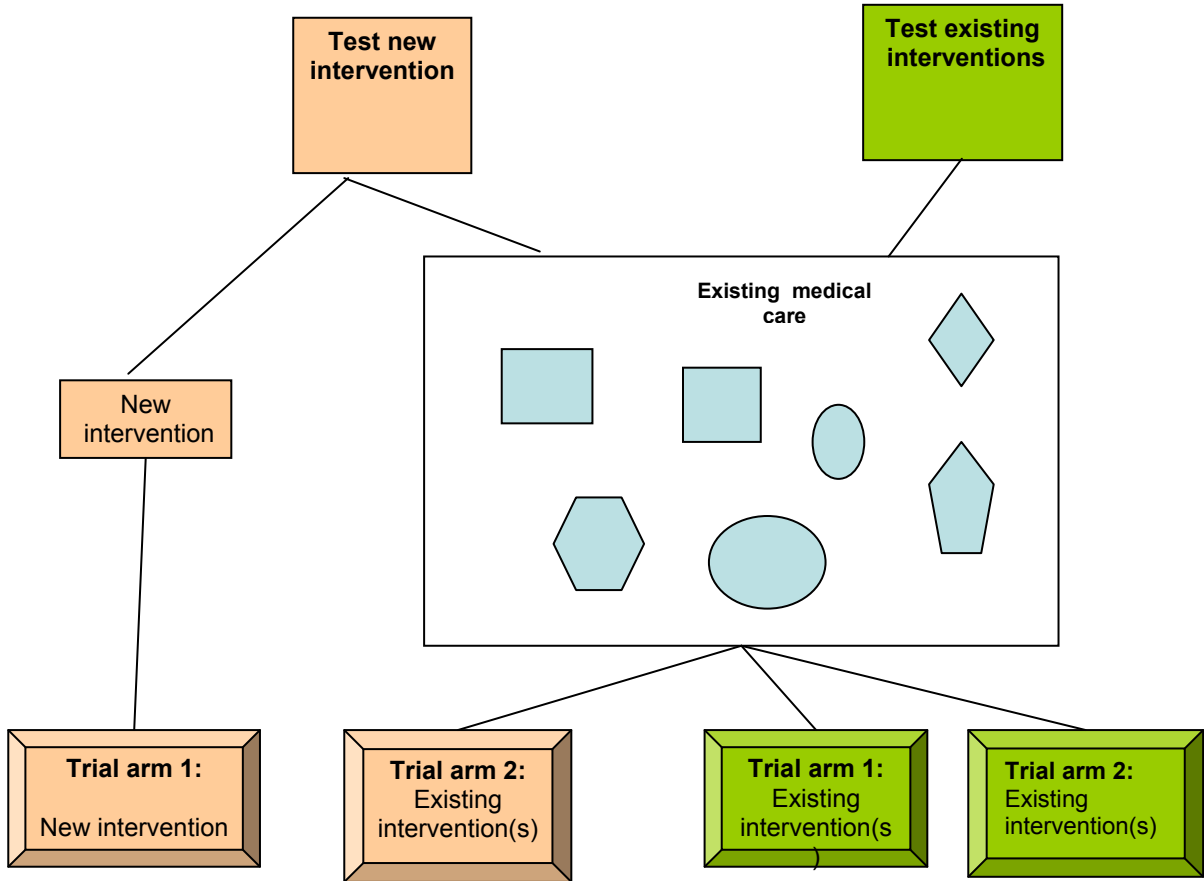 Test new
intervention
Test existing
interventions
Existing medical
care
New
intervention
Trial arm 1:
New intervention
Trial arm 2:
Existing
intervention(s)
Trial arm 1:
Existing
intervention(s
)
Trial arm 2:
Existing
intervention(s)